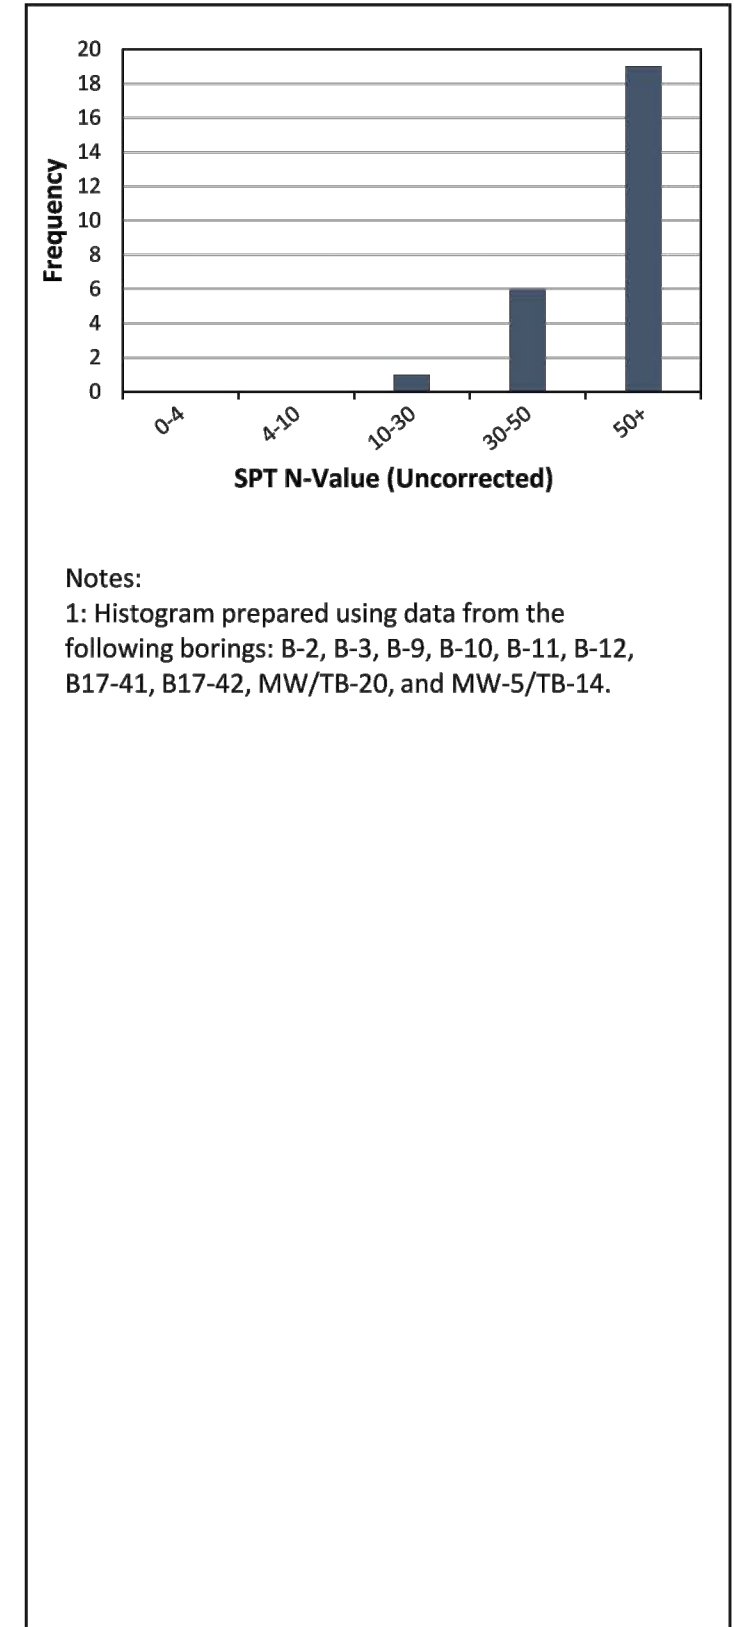 20
18
16
14
12
10
8
6
4
2
0
Frequency
0-4
4-10
10-30
30-50
50+
SPT N-Value (Uncorrected)
Notes:
1: Histogram prepared using data from the
following borings: B-2, B-3, B-9, B-10, B-11, B-12,
B17-41, B17-42, MW/TB-20, and MW-5/TB-14.